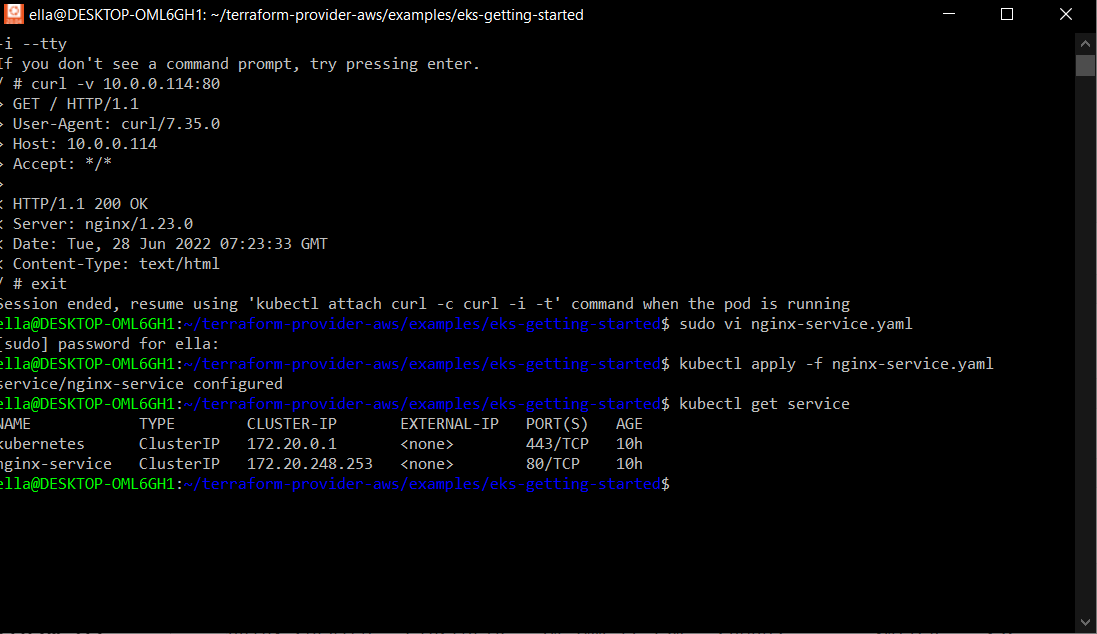 ella@DESKTOP-OML6GH1: ~/terraform-provider-aws/examples/eks-getting-started
-i --tty
If you don't see a command prompt, try pressing enter.
/ # curl -v 10.0.0.114:80
> GET / HTTP/1.1
> User-Agent: curl/7.35.0
> Host: 10.0.0.114
> Accept: */*
>
< HTTP/1.1 200 OK
< Server: nginx/1.23.0
< Date: Tue, 28 Jun 2022 07:23:33 GMT
< Content-Type: text/html
/ # exit
Session ended, resume using 'kubectl attach curl -c curl -i -t' command when the pod is running
ella@DESKTOP-OML6GH1:~/terraform-provider-aws/examples/eks-getting-started$ sudo vi nginx-service.yaml
[sudo] password for ella:
ella@DESKTOP-OML6GH1:~/terraform-provider-aws/examples/eks-getting-started$ kubectl apply -f nginx-service.yaml
service/nginx-service configured
ella@DESKTOP-OML6GH1:~/terraform-provider-aws/examples/eks-getting-started$ kubectl get service
NAME TYPE CLUSTER-IP EXTERNAL-IP PORT(S) AGE
kubernetes ClusterIP 172.20.0.1 <none> 443/TCP 10h
nginx-service ClusterIP 172.20.248.253 <none> 80/TCP 10h
ella@DESKTOP-OML6GH1:~/terraform-provider-aws/examples/eks-getting-started$